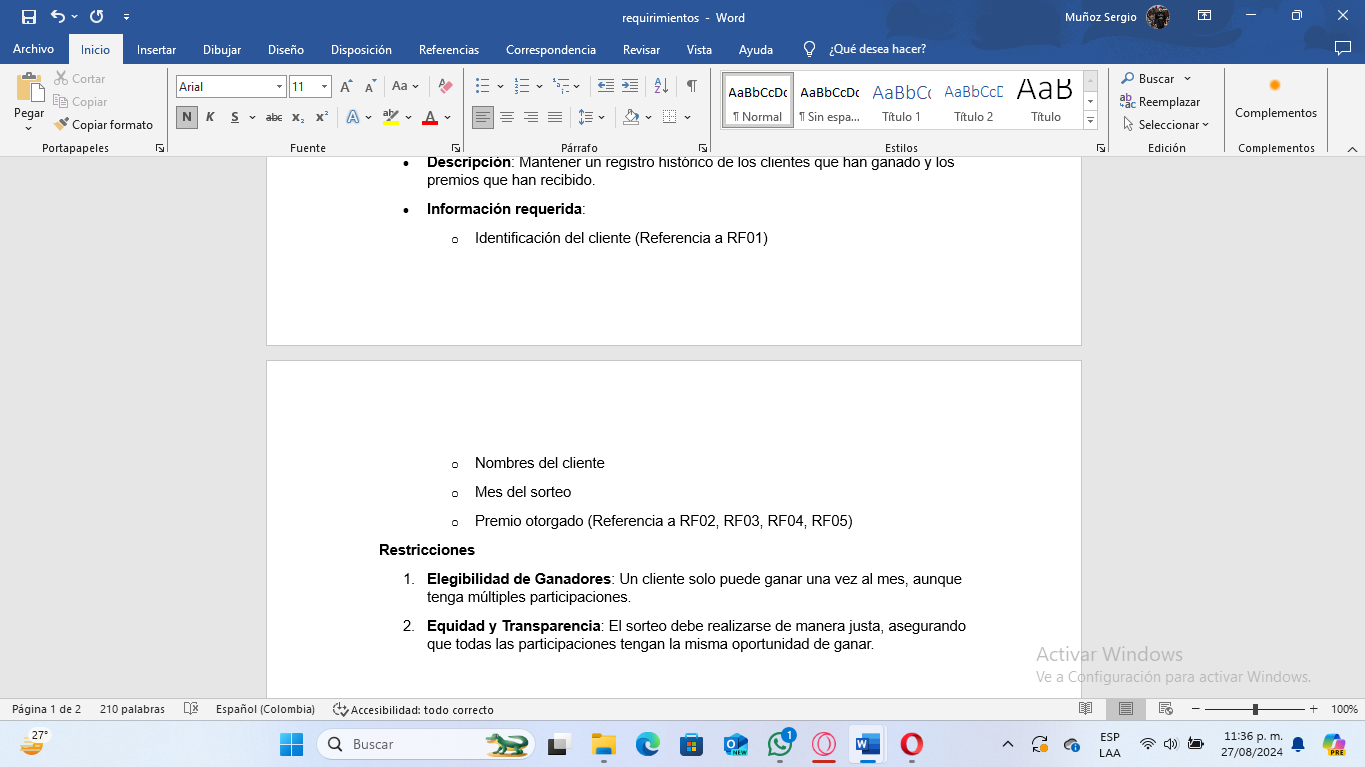 requirimientos - Word
Muñoz Sergio
Archivo Inicio Insertar Dibujar Diseño Disposición Referencias Correspondencia Revisar Vista Ayuda ¿Qué desea hacer?
Pegar
Cortar
Copiar
Copiar formato
Portapapeles
Arial 11
Aa
N K S abc x₂ x²
Fuente
Párrafo
AaBbCcDc AaBbCcDc AaBbCc AaBbCcD AaB
¶ Normal ¶ Sin espa... Título 1 Título 2 Título
Estilos
Buscar
Reemplazar
Seleccionar
Edición
Complementos
Complementos
Descripción: Mantener un registro histórico de los clientes que han ganado y los
premios que han recibido.
Información requerida:
Identificación del cliente (Referencia a RF01)
Nombres del cliente
Mes del sorteo
Premio otorgado (Referencia a RF02, RF03, RF04, RF05)
Restricciones
1. Elegibilidad de Ganadores: Un cliente solo puede ganar una vez al mes, aunque
tenga múltiples participaciones.
2. Equidad y Transparencia: El sorteo debe realizarse de manera justa, asegurando
que todas las participaciones tengan la misma oportunidad de ganar.
Activar Windows
Ve a Configuración para activar Windows.
Página 1 de 2 210 palabras Español (Colombia) Accesibilidad: todo correcto 100%
27°
Buscar
NEW
1
ESP
LAA
11:36 p. m.
27/08/2024
PRE